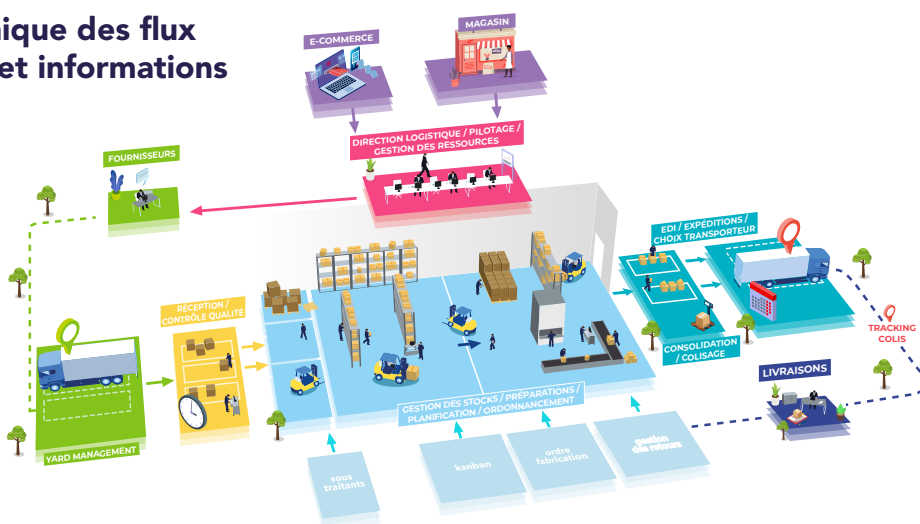 ique des flux
et informations
E-COMMERCE
MAGASIN
DIRECTION LOGISTIQUE / PILOTAGE /
GESTION DES RESSOURCES
FOURNISSEURS
EDI / EXPÉDITIONS /
CHOIX TRANSPORTEUR
RÉCEPTION /
CONTRÔLE QUALITÉ
TRACKING
COLIS
CONSOLIDATION
/ COLISAGE
LIVRAISONS
GESTION DES STOCKS / PRÉPARATIONS /
PLANIFICATION / ORDONNANCEMENT
YARD MANAGEMENT
sous
traitants
kanban
ordre
fabrication
gestion
des retours